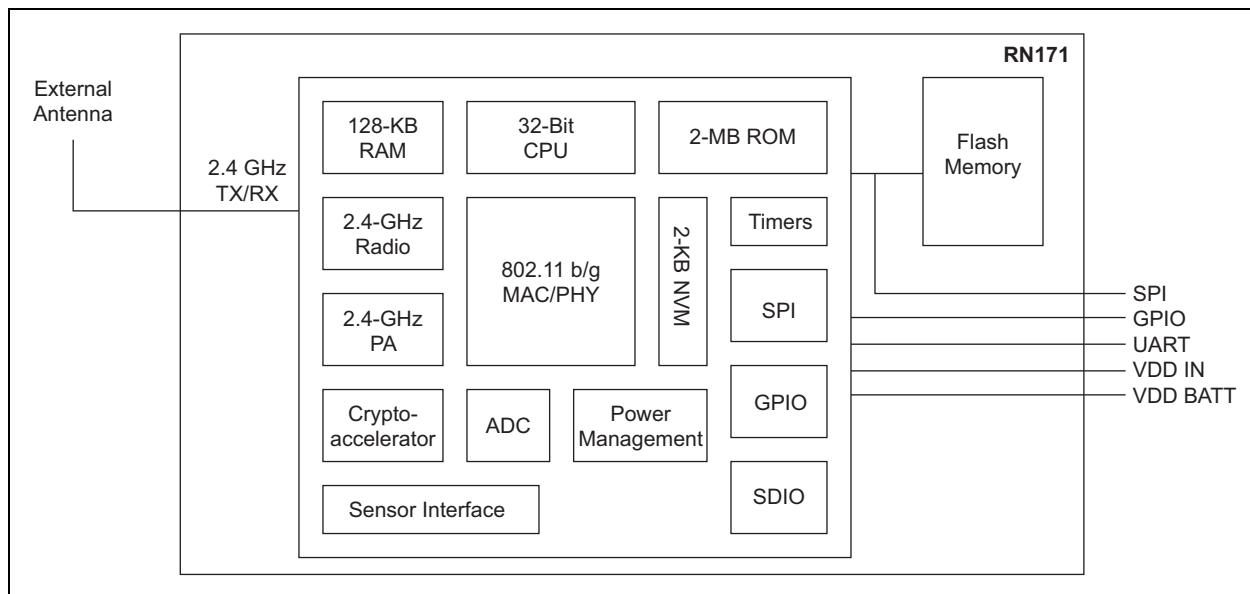 RN171
External
Antenna
2.4 GHz
TX/RX
128-KB
RAM
32-Bit
CPU
2-MB ROM
Flash
Memory
2.4-GHz
Radio
802.11 b/g
MAC/PHY
2-KB NVM
Timers
SPI
2.4-GHz
PA
GPIO
Crypto-
accelerator
ADC
Power
Management
SDIO
Sensor Interface
SPI
GPIO
UART
VDD IN
VDD BATT